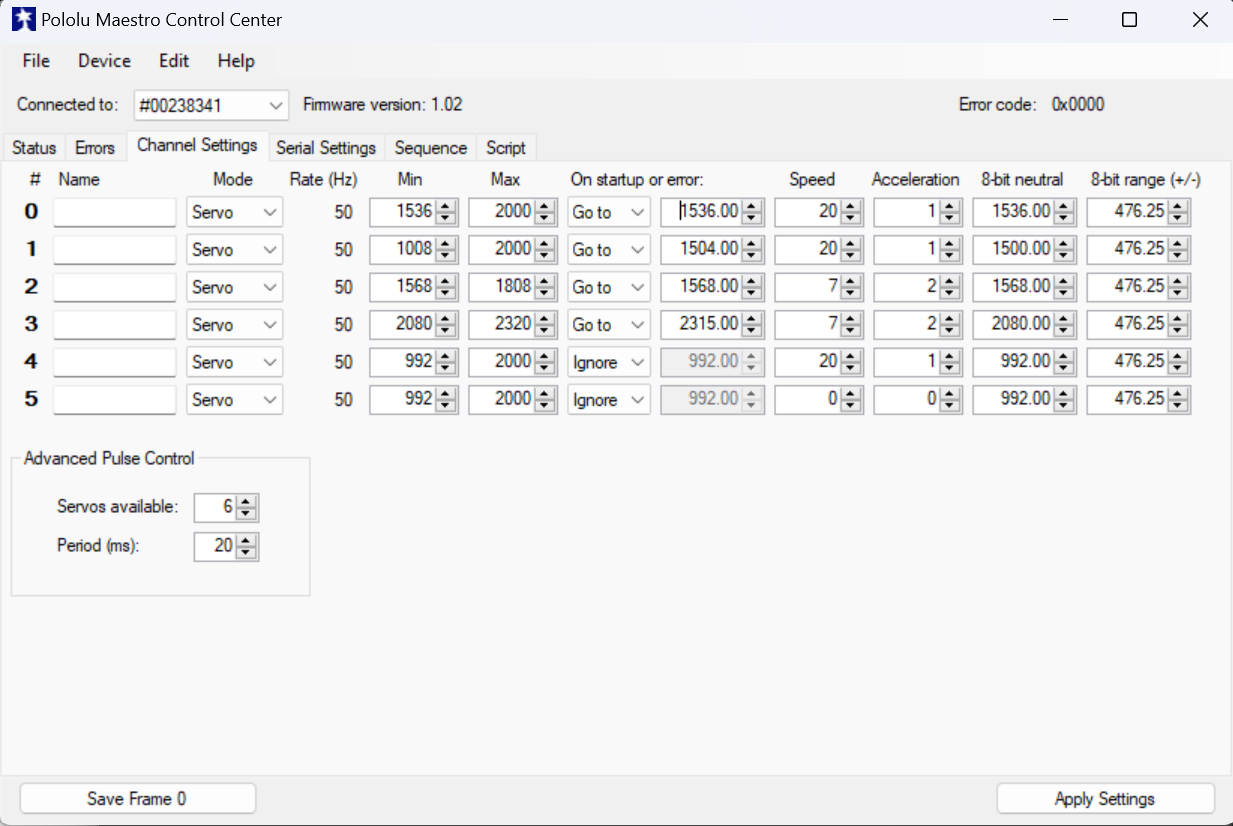 Pololu Maestro Control Center
File Device Edit Help
Connected to: #00238341 Firmware version: 1.02 Error code: 0x0000
Status Errors Channel Settings Serial Settings Sequence Script
# Name Mode Rate (Hz) Min Max On startup or error: Speed Acceleration 8-bit neutral 8-bit range (+/-)
0 Servo 50 1536 2000 Go to 1536.00 20 1 1536.00 476.25
1 Servo 50 1008 2000 Go to 1504.00 20 1 1500.00 476.25
2 Servo 50 1568 1808 Go to 1568.00 7 2 1568.00 476.25
3 Servo 50 2080 2320 Go to 2315.00 7 2 2080.00 476.25
4 Servo 50 992 2000 Ignore 992.00 20 1 992.00 476.25
5 Servo 50 992 2000 Ignore 992.00 0 0 992.00 476.25
Advanced Pulse Control
Servos available: 6
Period (ms): 20
Save Frame 0 Apply Settings